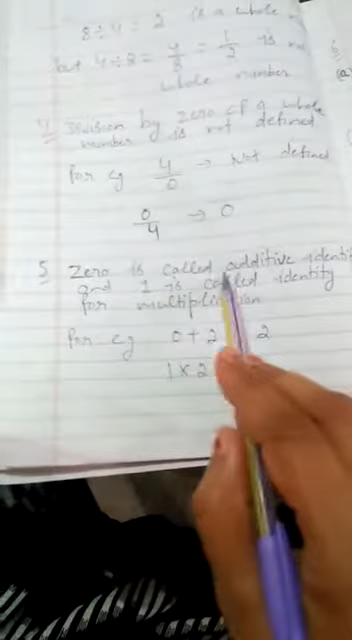 8 ÷ 4 = 2 is a whole
but 4 ÷ 8 = 4/8 = 1/2 is
whole number
4 Division by zero of a whole
number is not defined
for eg 4/0 → Not defined
0/4 → 0
5 Zero is called additive identi
and 1 is called identity
for multiplication
for eg 0 + 2 2
1 × 2
(a)